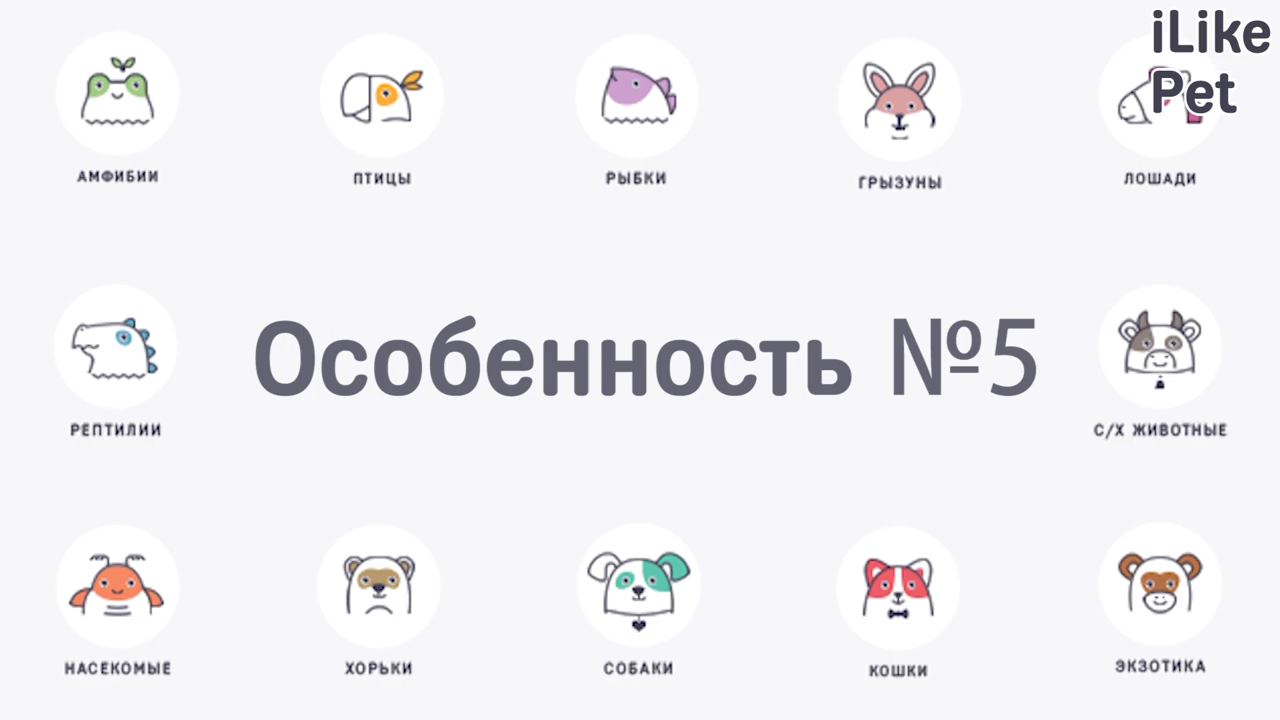 iLike
Pet
АМФИБИИ
ПТИЦЫ
РЫБКИ
ГРЫЗУНЫ
ЛОШАДИ
РЕПТИЛИИ
Особенность №5
С/Х ЖИВОТНЫЕ
НАСЕКОМЫЕ
ХОРЬКИ
СОБАКИ
КОШКИ
ЭКЗОТИКА